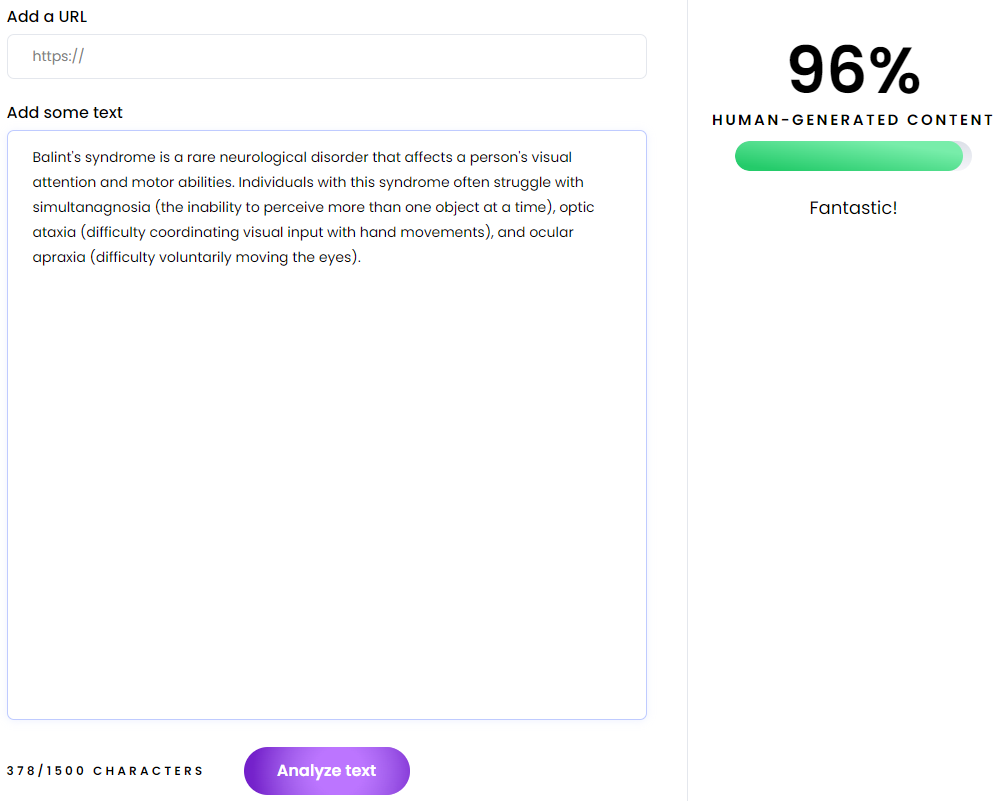 Add a URL
https://
Add some text
Balint's syndrome is a rare neurological disorder that affects a person's visual
attention and motor abilities. Individuals with this syndrome often struggle with
simultanagnosia (the inability to perceive more than one object at a time), optic
ataxia (difficulty coordinating visual input with hand movements), and ocular
apraxia (difficulty voluntarily moving the eyes).
378/1500 CHARACTERS
Analyze text
96%
HUMAN-GENERATED CONTENT
Fantastic!